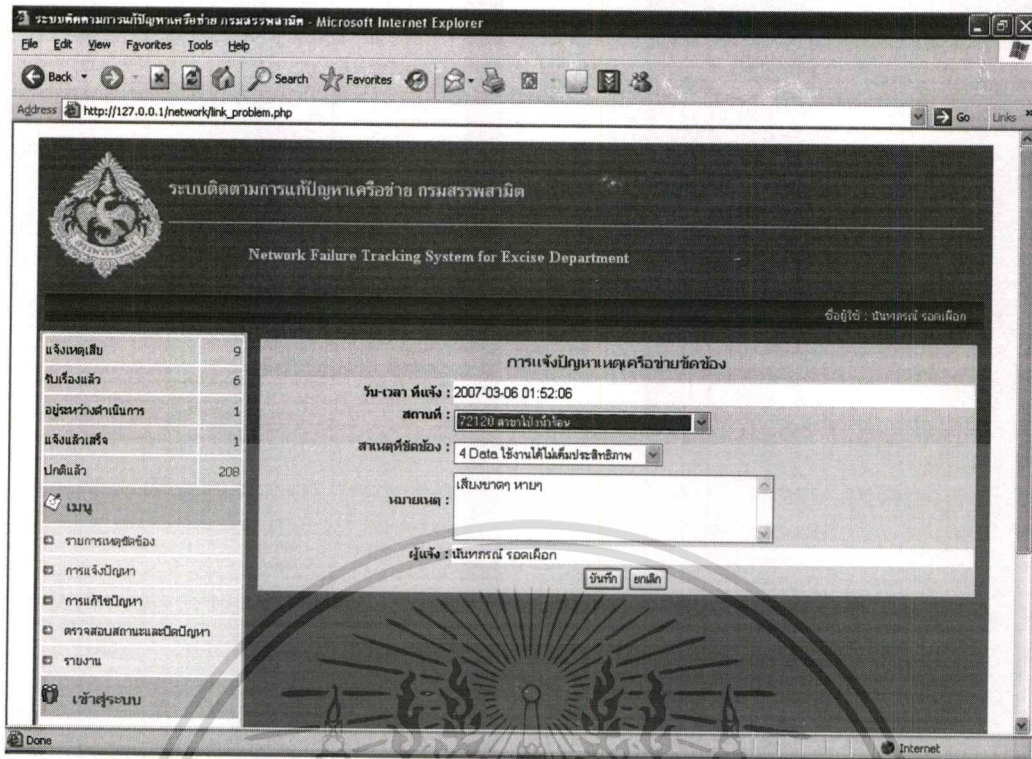 ระบบติดตามการแก้ปัญหาเครือข่าย กรมสรรพสามิต - Microsoft Internet Explorer
File Edit View Favorites Tools Help
Back Search Favorites
Address http://127.0.0.1/network/link_problem.php Go Links
ระบบติดตามการแก้ปัญหาเครือข่าย กรมสรรพสามิต
Network Failure Tracking System for Excise Department
ชื่อผู้ใช้ : นันทภรณ์ รอดเผือก
แจ้งเหตุเสีย 9
รับเรื่องแล้ว 6
อยู่ระหว่างดำเนินการ 1
แจ้งแล้วเสร็จ 1
ปกติแล้ว 208
เมนู
รายการเหตุขัดข้อง
การแจ้งปัญหา
การแก้ไขปัญหา
ตรวจสอบสถานะและปิดปัญหา
รายงาน
เข้าสู่ระบบ
การแจ้งปัญหาเหตุเครือข่ายขัดข้อง
วัน-เวลา ที่แจ้ง : 2007-03-06 01:52:06
สถานที่ : 72120 สาขาโป่งน้ำร้อน
สาเหตุที่ขัดข้อง : 4 Data ใช้งานได้ไม่เต็มประสิทธิภาพ
หมายเหตุ : เสียงขาดๆ หายๆ
ผู้แจ้ง : นันทภรณ์ รอดเผือก
บันทึก ยกเลิก
Done Internet